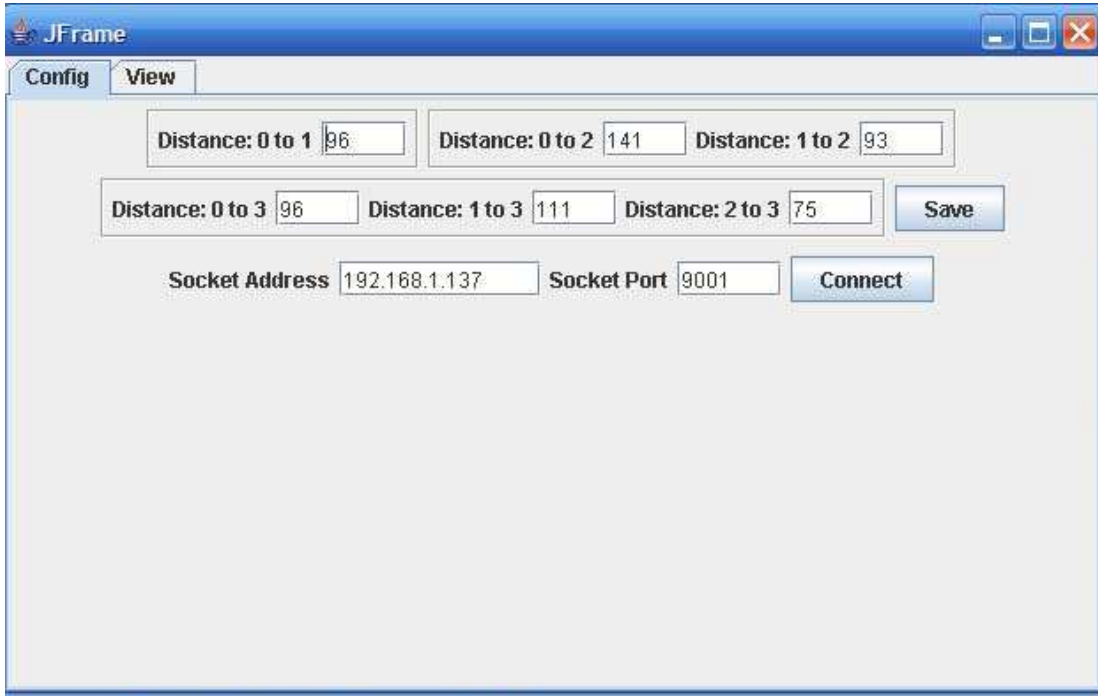 JFrame
Config View
Distance: 0 to 1 96 Distance: 0 to 2 141 Distance: 1 to 2 93
Distance: 0 to 3 96 Distance: 1 to 3 111 Distance: 2 to 3 75 Save
Socket Address 192.168.1.137 Socket Port 9001 Connect